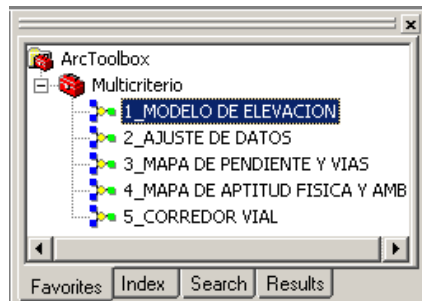 ArcToolbox
Multicriterio
1_MODELO DE ELEVACION
2_AJUSTE DE DATOS
3_MAPA DE PENDIENTE Y VIAS
4_MAPA DE APTITUD FISICA Y AMB
5_CORREDOR VIAL
Favorites Index Search Results